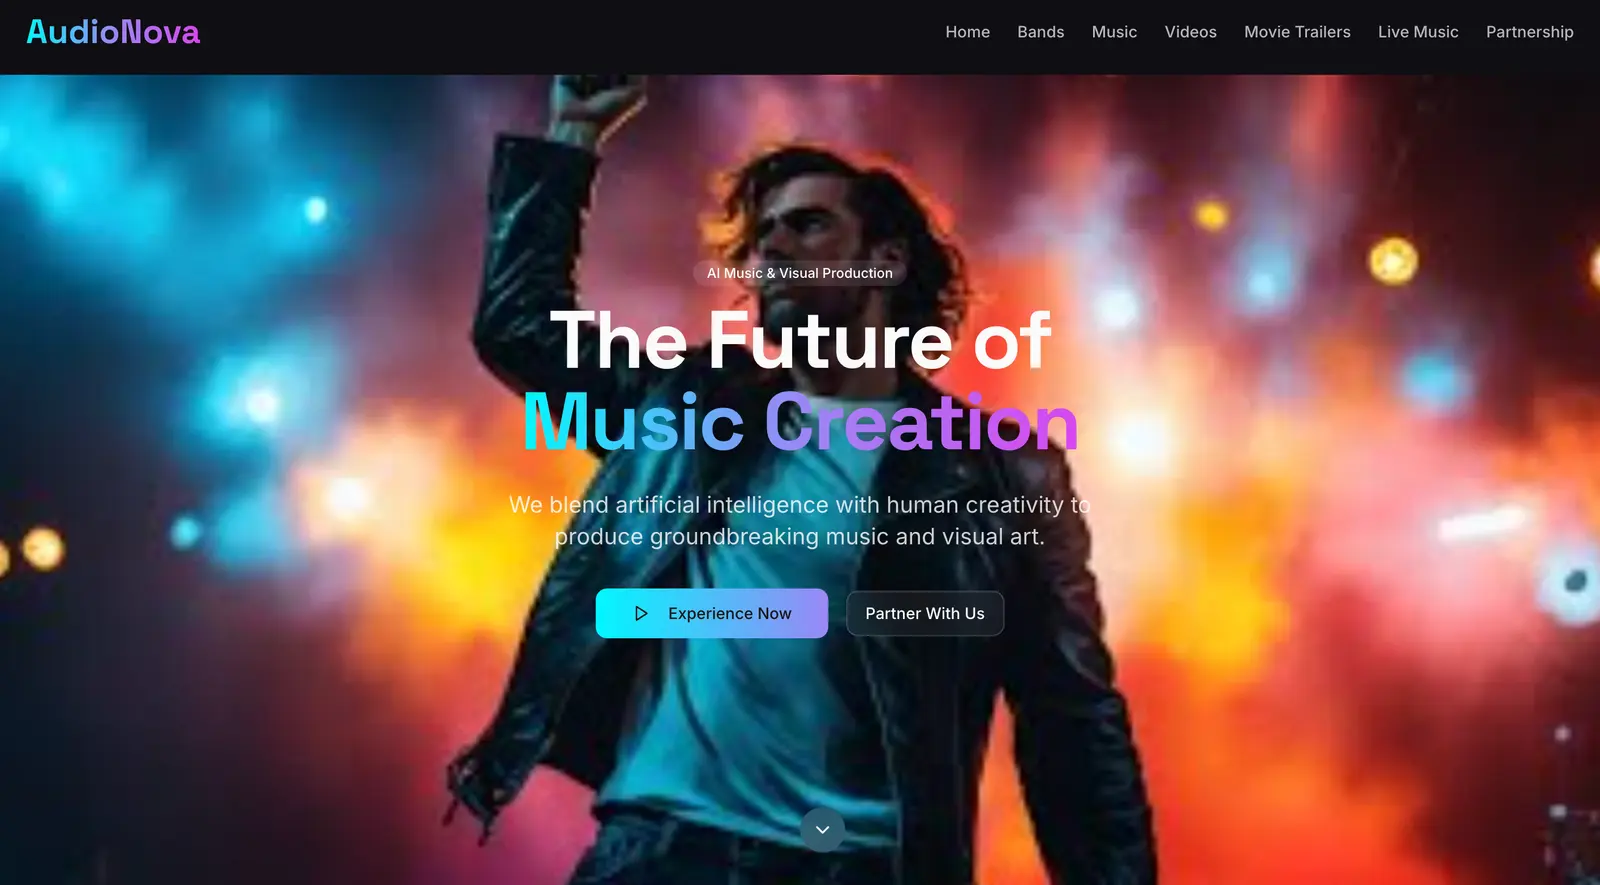 AudioNova
Home
Bands
Music
Videos
Movie Trailers
Live Music
Partnership
AI Music & Visual Production
The Future of
Music Creation
We blend artificial intelligence with human creativity to
produce groundbreaking music and visual art.
Experience Now
Partner With Us